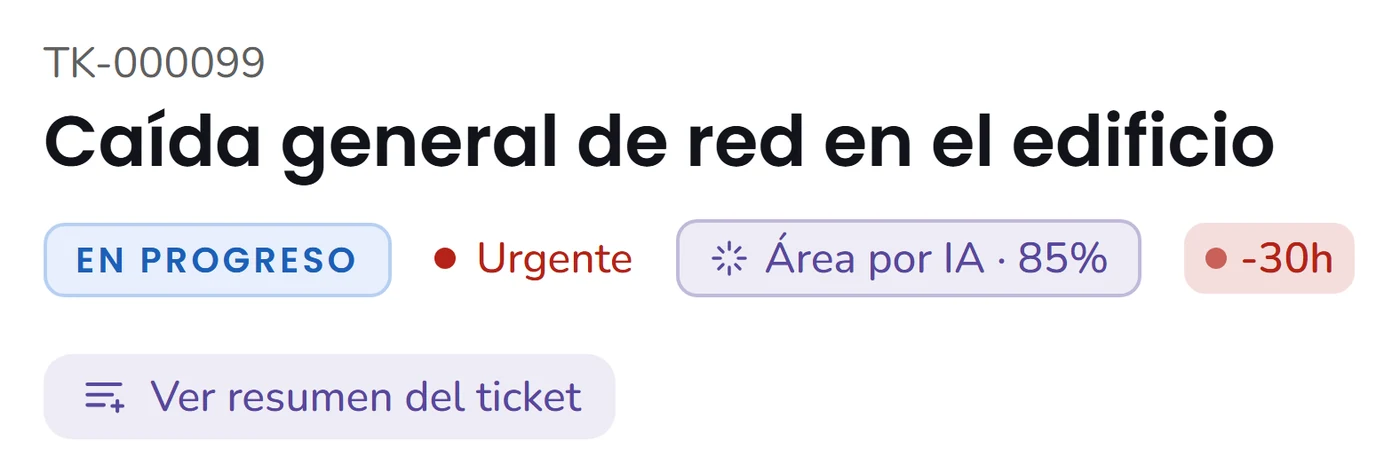 TK-000099
Caída general de red en el edificio
EN PROGRESO Urgente Área por IA · 85% -30h
Ver resumen del ticket